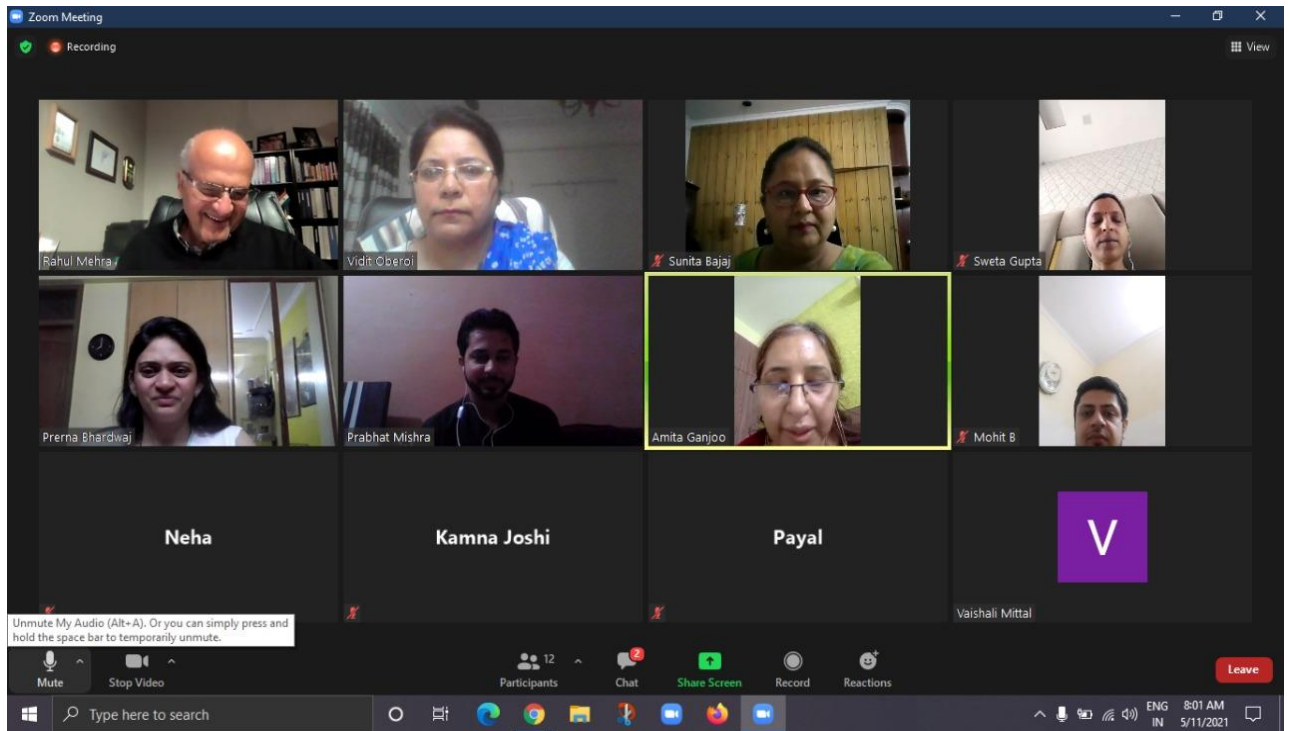 Zoom Meeting
Recording
View
Rahul Mehra
Vidit Oberoi
Sunita Bajaj
Sweta Gupta
Prerna Bhardwaj
Prabhat Mishra
Amita Ganjoo
Mohit B
Neha
Kamna Joshi
Payal
V
Vaishali Mittal
Unmute My Audio (Alt+A). Or you can simply press and
hold the space bar to temporarily unmute.
Mute
Stop Video
12
Participants
2
Chat
Share Screen
Record
Reactions
Leave
Type here to search
ENG
IN
8:01 AM
5/11/2021